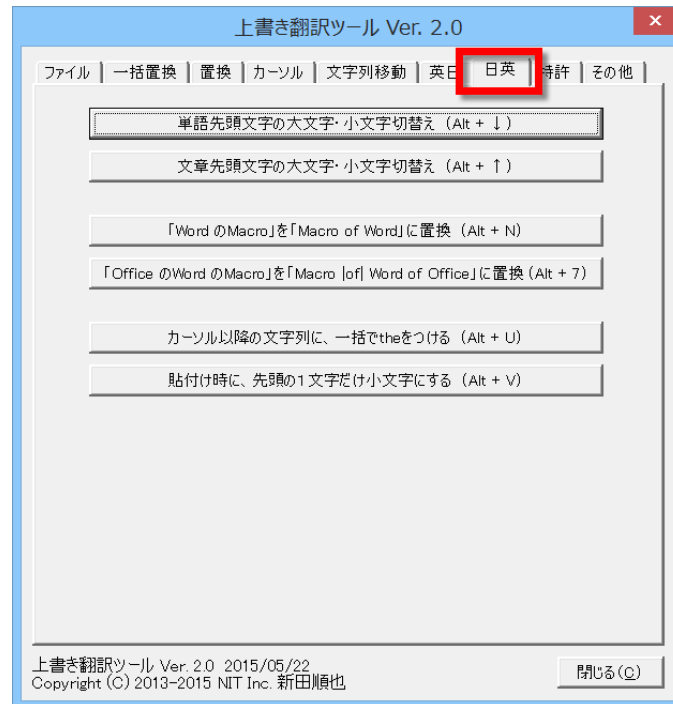 上書き翻訳ツール Ver. 2.0
ファイル 一括置換 置換 カーソル 文字列移動 英日 日英 特許 その他
単語先頭文字の大文字・小文字切替え (Alt + ↓)
文章先頭文字の大文字・小文字切替え (Alt + ↑)
「Word のMacro」を「Macro of Word」に置換 (Alt + N)
「Office のWord のMacro」を「Macro |of| Word of Office」に置換 (Alt + 7)
カーソル以降の文字列に、一括でtheをつける (Alt + U)
貼付け時に、先頭の1文字だけ小文字にする (Alt + V)
上書き翻訳ツール Ver. 2.0 2015/05/22
Copyright (C) 2013-2015 NIT Inc. 新田順也
閉じる(C)